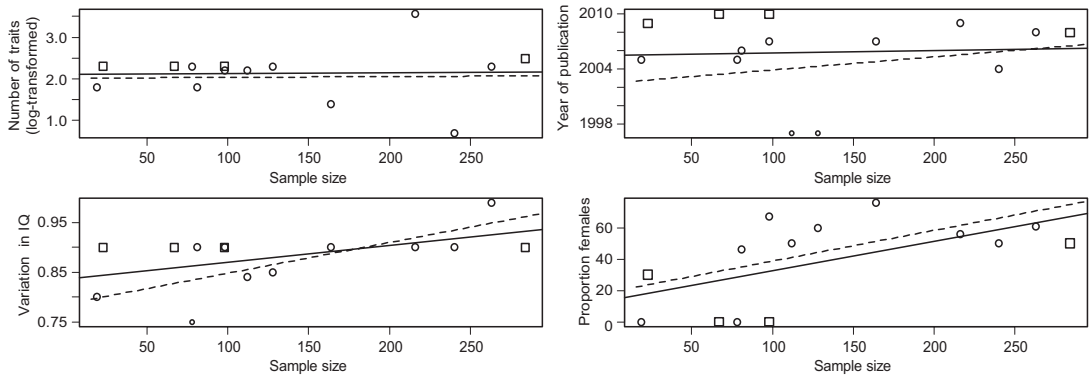 Number of traits
(log-transformed)
3.0
2.0
1.0
50 100 150 200 250
Sample size
Year of publication
2010
2004
1998
50 100 150 200 250
Sample size
Variation in IQ
0.95
0.85
0.75
50 100 150 200 250
Sample size
Proportion females
60
40
20
0
50 100 150 200 250
Sample size